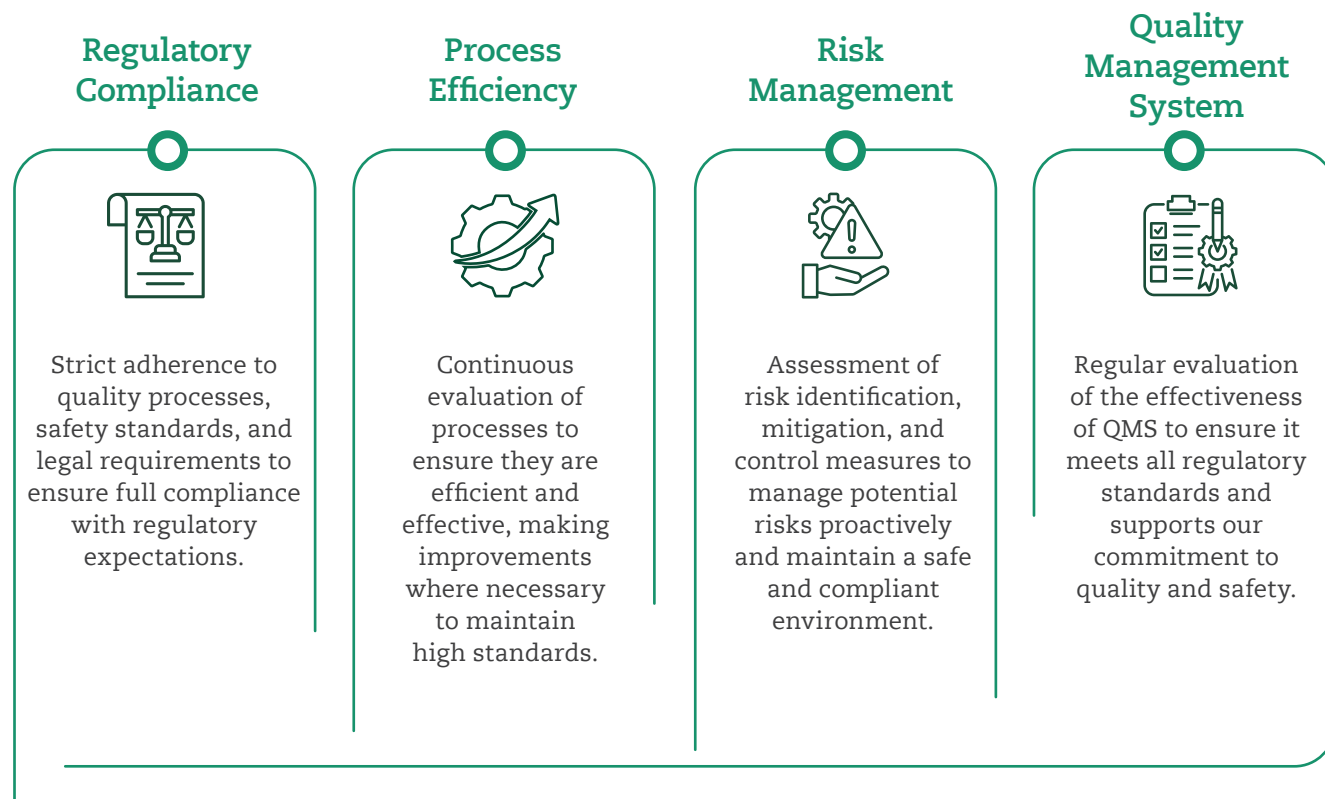 Regulatory
Compliance
Strict adherence to
quality processes,
safety standards, and
legal requirements to
ensure full compliance
with regulatory
expectations.
Process
Efficiency
Continuous
evaluation of
processes to
ensure they are
efficient and
effective, making
improvements
where necessary
to maintain
high standards.
Risk
Management
Assessment of
risk identification,
mitigation, and
control measures to
manage potential
risks proactively
and maintain a safe
and compliant
environment.
Quality
Management
System
Regular evaluation
of the effectiveness
of QMS to ensure it
meets all regulatory
standards and
supports our
commitment to
quality and safety.